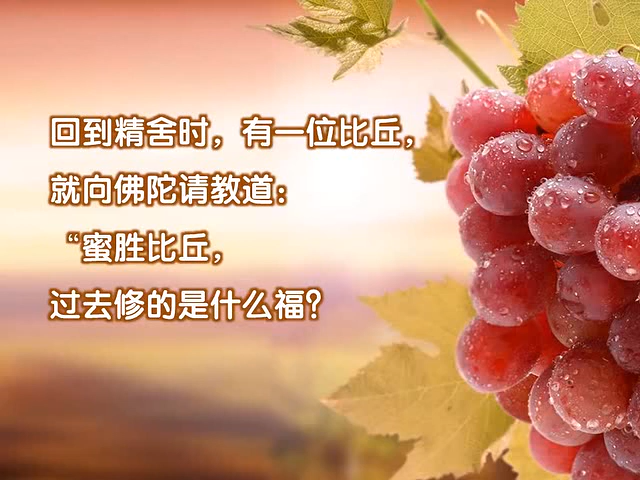 回到精舍时，有一位比丘，
就向佛陀请教道：
“蜜胜比丘，
过去修的是什么福？